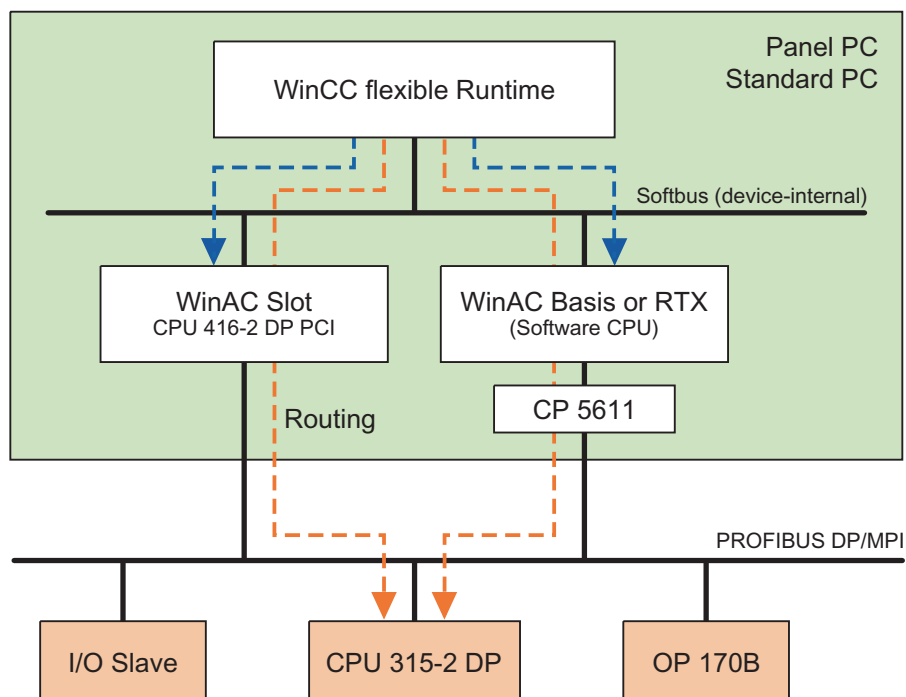 Panel PC
Standard PC
WinCC flexible Runtime
Softbus (device-internal)
WinAC Slot
CPU 416-2 DP PCI
WinAC Basis or RTX
(Software CPU)
CP 5611
Routing
PROFIBUS DP/MPI
I/O Slave
CPU 315-2 DP
OP 170B